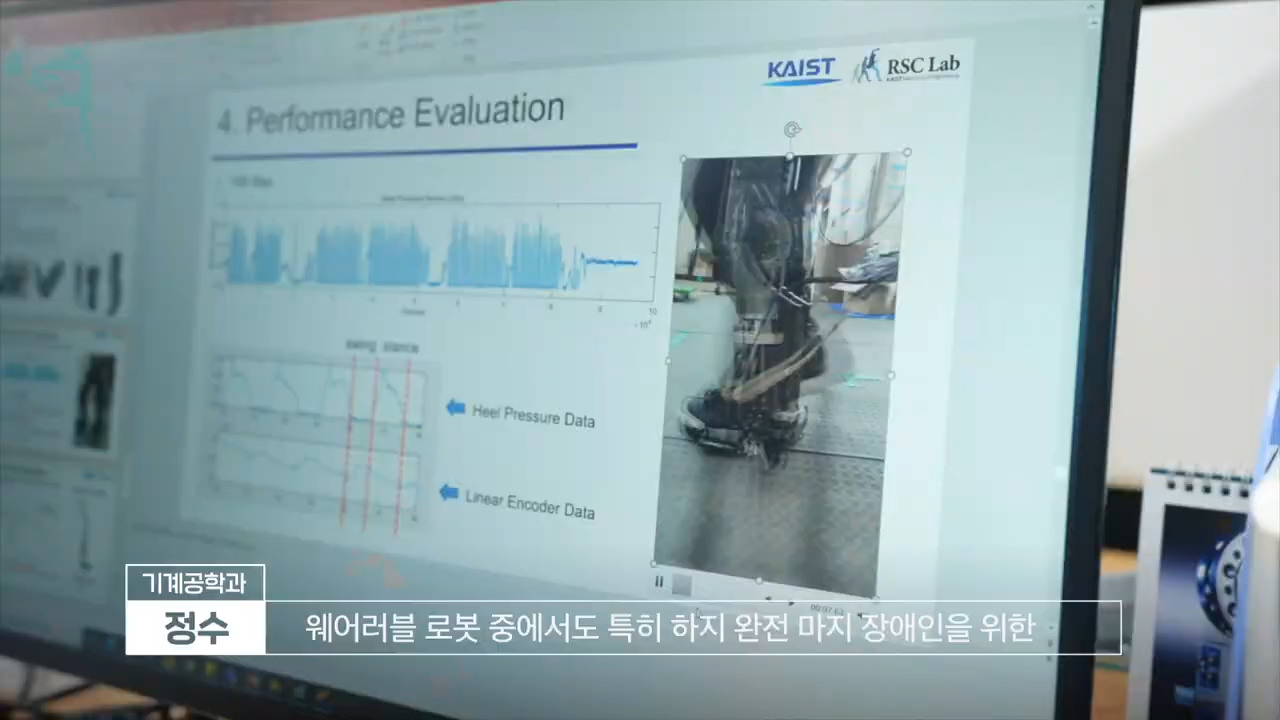 KAIST
RSC Lab
4. Performance Evaluation
swing stance
Heel Pressure Data
Linear Encoder Data
기계공학과
정수
웨어러블 로봇 중에서도 특히 하지 완전 마지 장애인을 위한